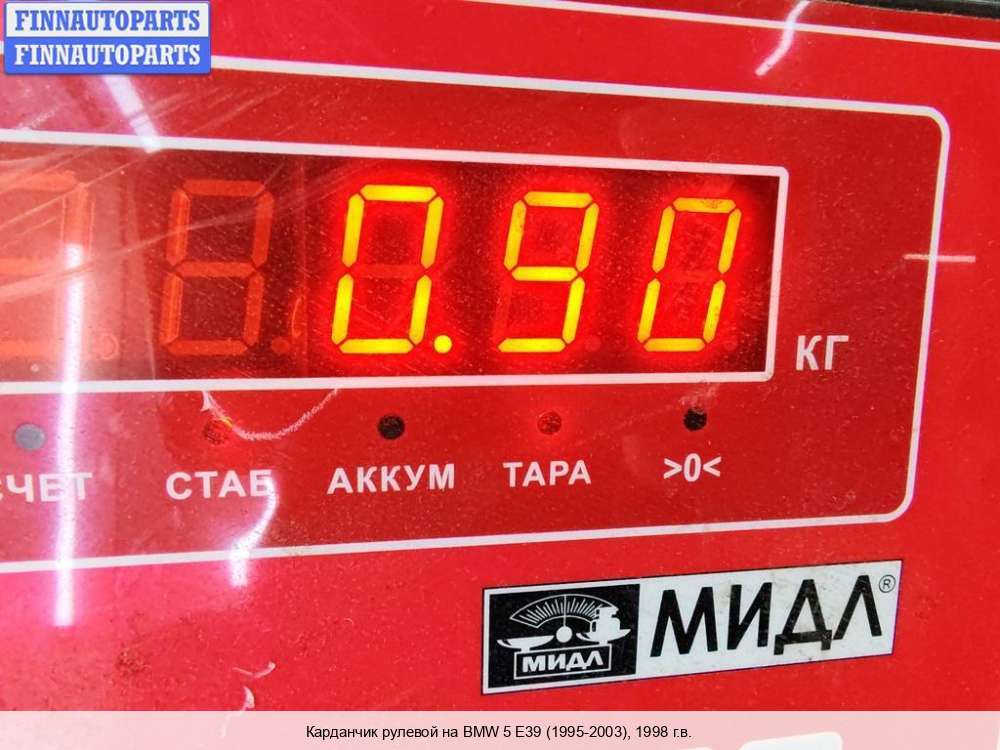 FINNAUTOPARTS
FINNAUTOPARTS
0.90
КГ
СЧЕТ СТАБ АККУМ ТАРА >0<
МИДЛ МИДЛ®
Карданчик рулевой на BMW 5 E39 (1995-2003), 1998 г.в.